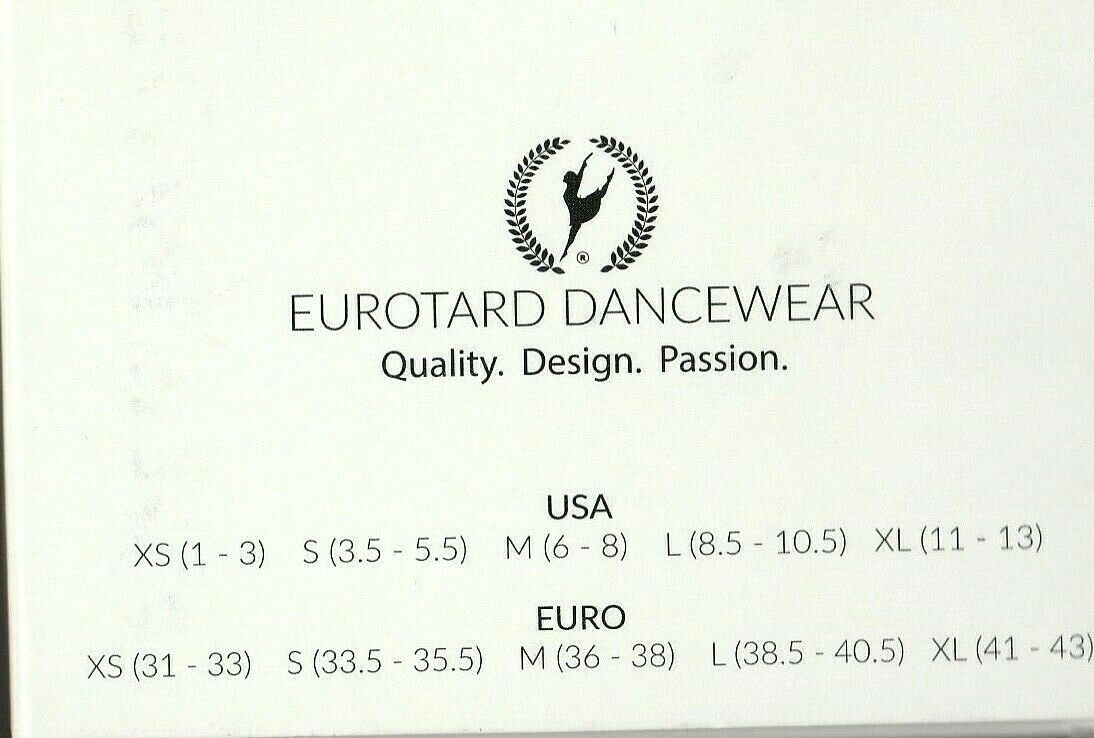 ®
EUROTARD DANCEWEAR
Quality. Design. Passion.
USA
XS (1 - 3) S (3.5 - 5.5) M (6 - 8) L (8.5 - 10.5) XL (11 - 13)
EURO
XS (31 - 33) S (33.5 - 35.5) M (36 - 38) L (38.5 - 40.5) XL (41 - 43)